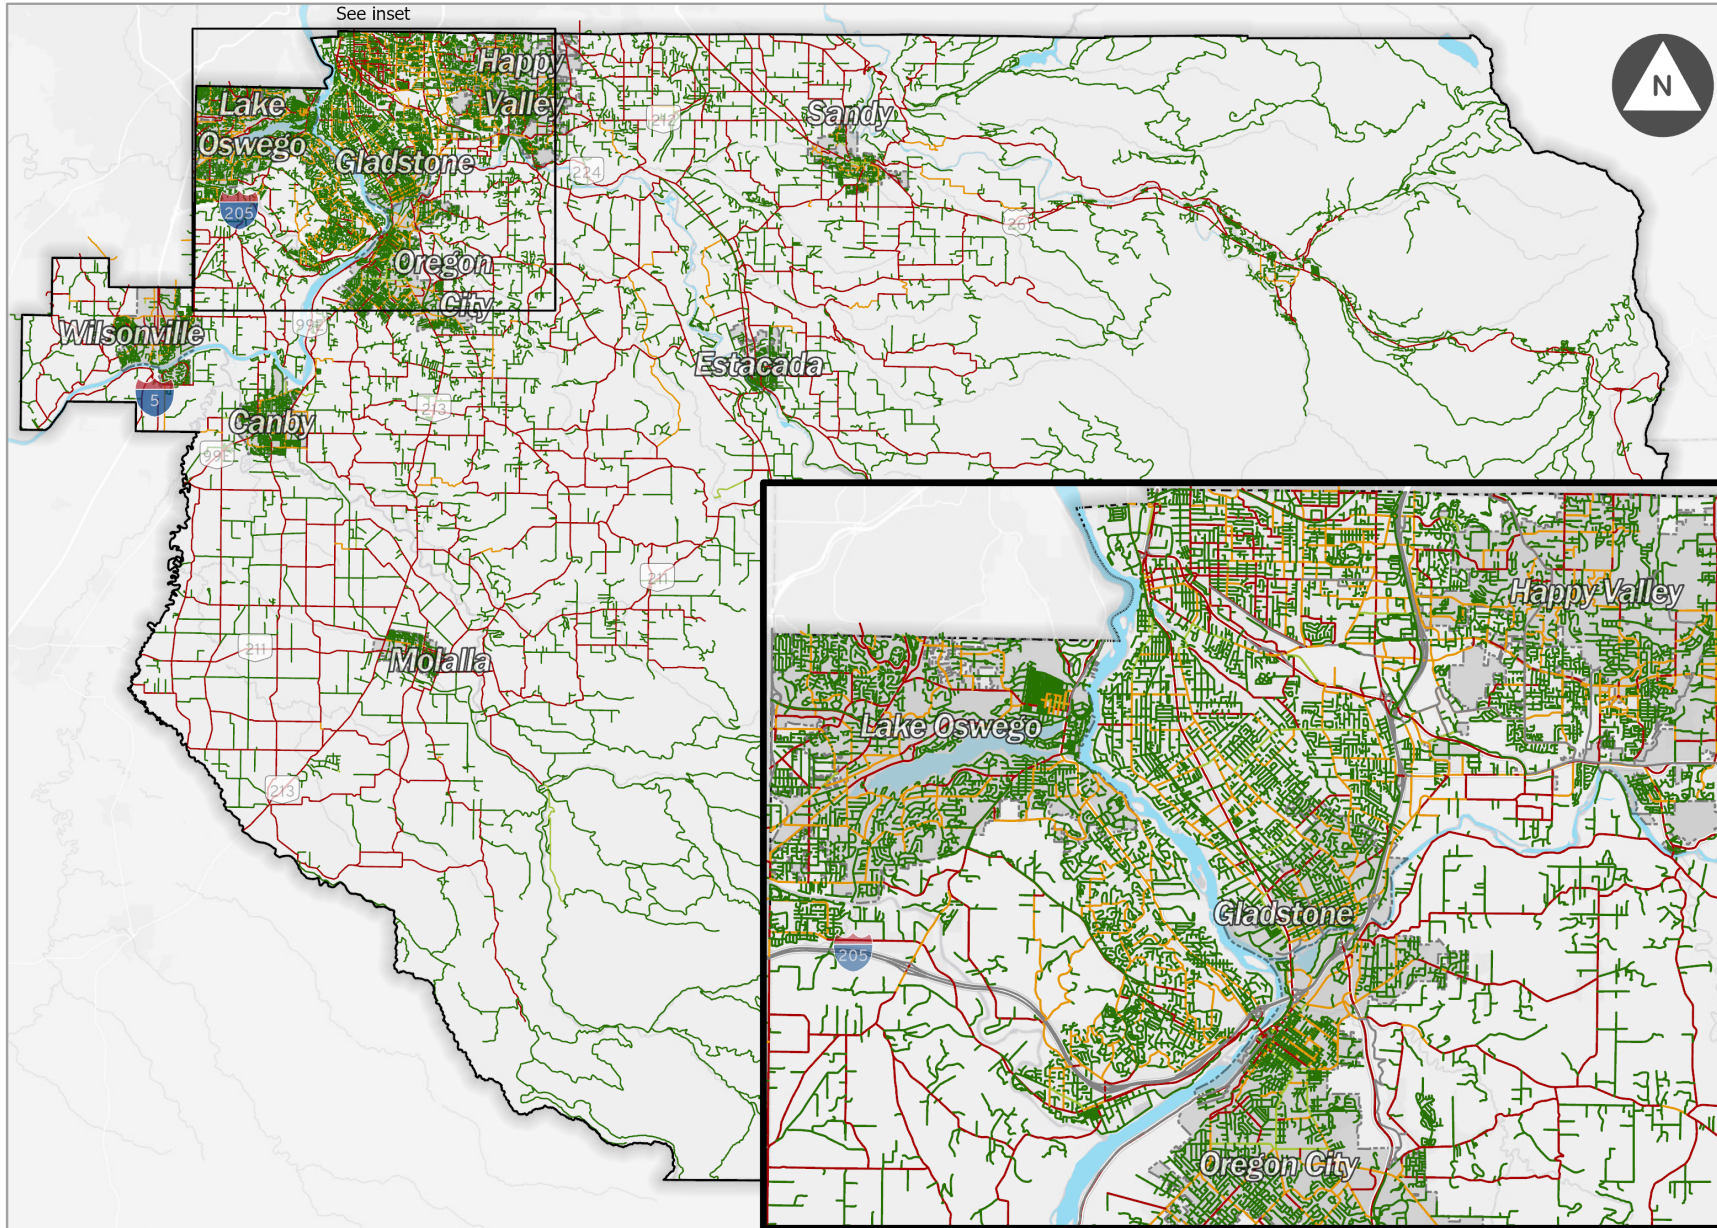 See inset
N
Happy
Valley
Lake
Oswego
Gladstone
Sandy
212
224
205
26
Oregon
City
99E
Wilsonville
5
Estacada
Canby
213
99E
211
211
Molalla
213
Happy Valley
Lake Oswego
Gladstone
205
Oregon City